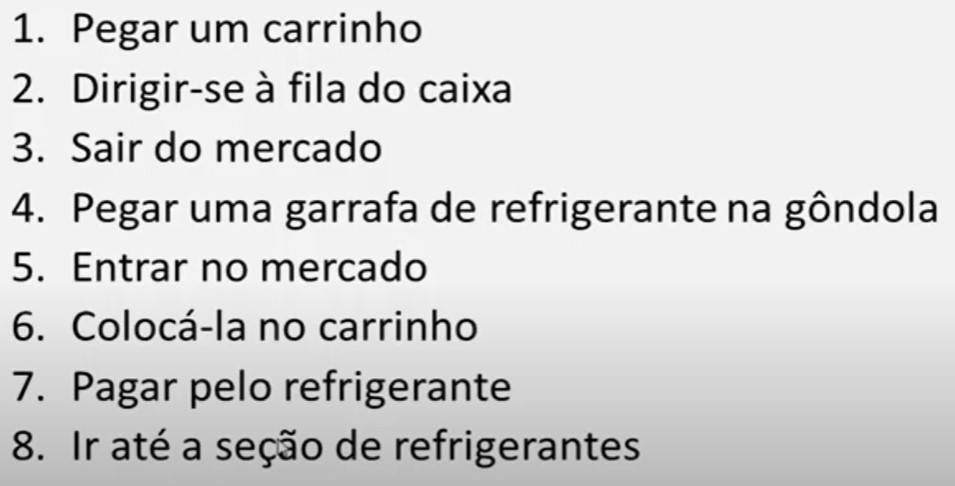 1. Pegar um carrinho
2. Dirigir-se à fila do caixa
3. Sair do mercado
4. Pegar uma garrafa de refrigerante na gôndola
5. Entrar no mercado
6. Colocá-la no carrinho
7. Pagar pelo refrigerante
8. Ir até a seção de refrigerantes